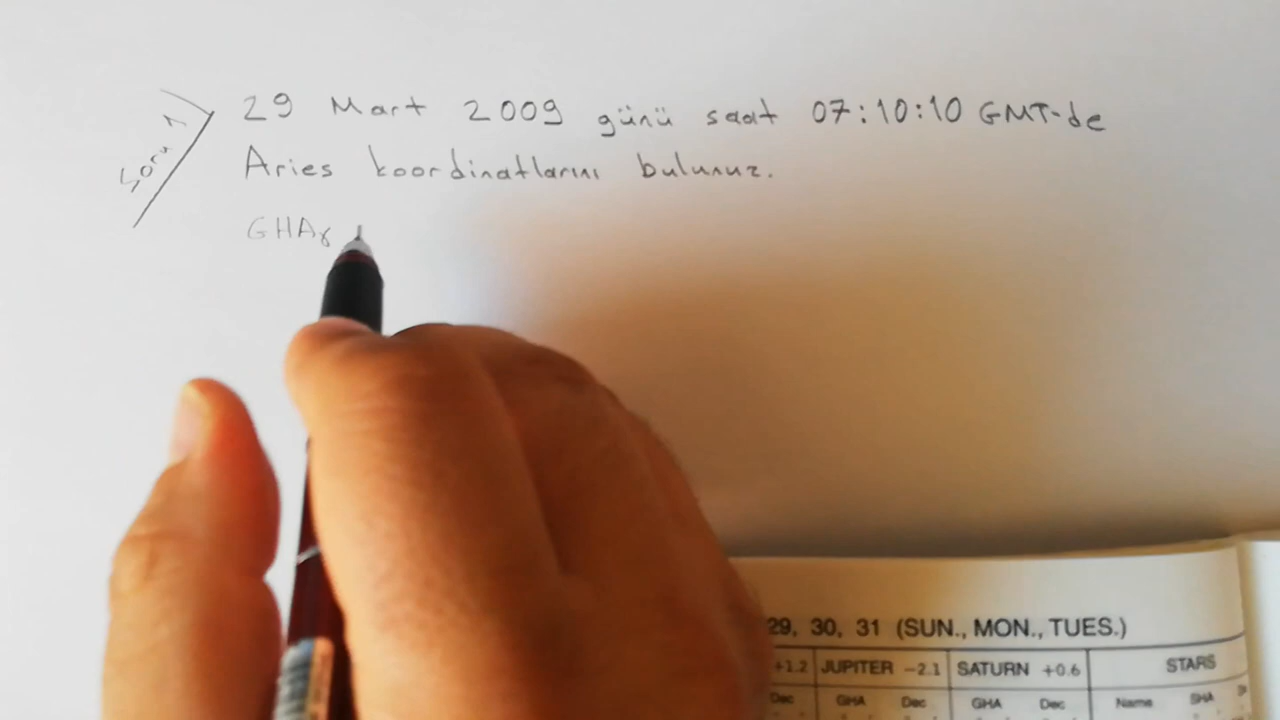 Soru 1
29 Mart 2009 günü saat 07:10:10 GMT-de
Aries koordinatlarını bulunuz.
GHAγ
29, 30, 31 (SUN., MON., TUES.)
+1.2 JUPITER −2.1 SATURN +0.6 STARS
Dec GHA Dec GHA Dec Name SHA